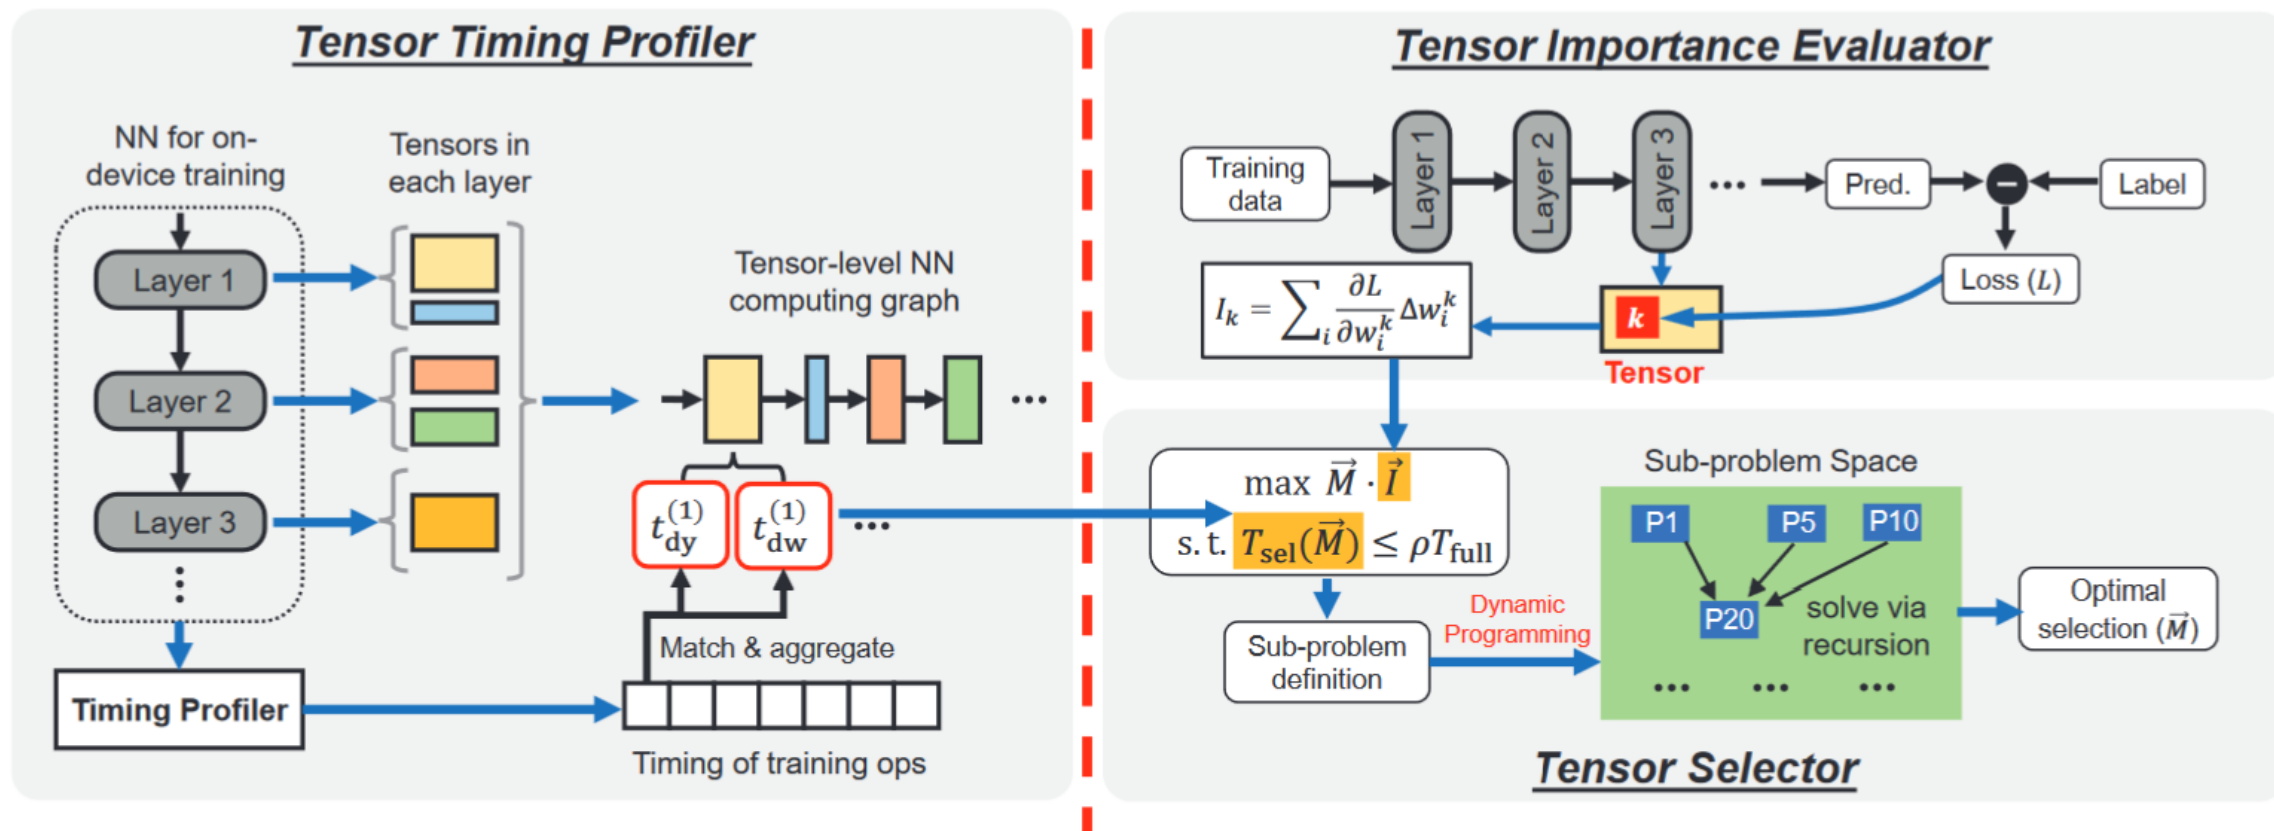 Tensor Timing Profiler
NN for on-
device training
Tensors in
each layer
Layer 1
Layer 2
Layer 3
Tensor-level NN
computing graph
...
t_dy^(1)
t_dw^(1)
...
Match & aggregate
Timing Profiler
Timing of training ops
Tensor Importance Evaluator
Training
data
Layer 1
Layer 2
Layer 3
...
Pred.
−
Label
Loss (L)
I_k = ∑_i ∂L/∂w_i^k Δw_i^k
k
Tensor
max M⃗ · I⃗
s. t. T_sel(M⃗) ≤ ρT_full
Sub-problem
definition
Dynamic
Programming
Sub-problem Space
P1
P5
P10
P20
solve via
recursion
... ... ...
Optimal
selection (M⃗)
Tensor Selector